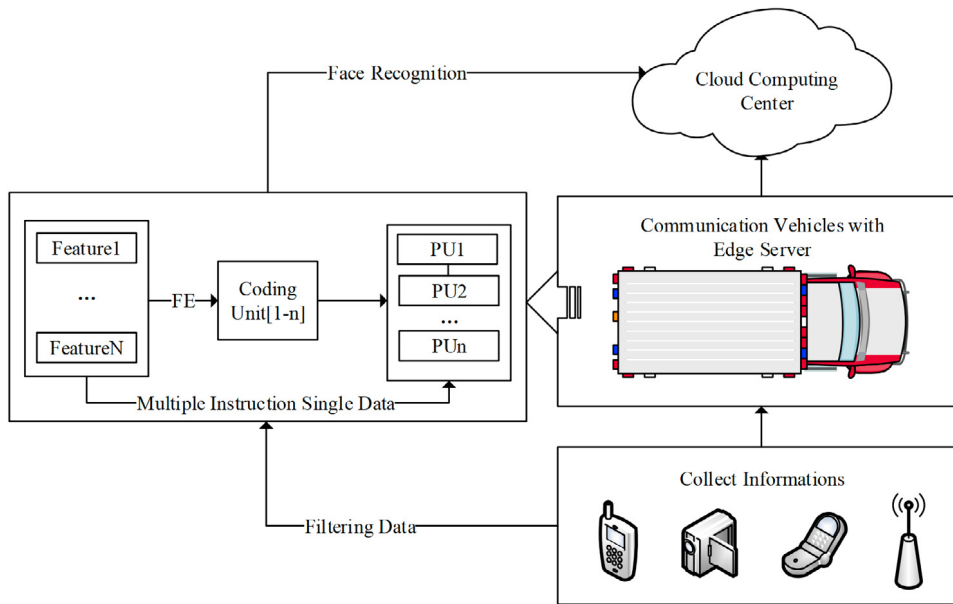 Face Recognition
Cloud Computing
Center
Communication Vehicles with
Edge Server
Feature1
...
FeatureN
FE
Coding
Unit[1-n]
PU1
PU2
...
PUn
Multiple Instruction Single Data
Filtering Data
Collect Informations